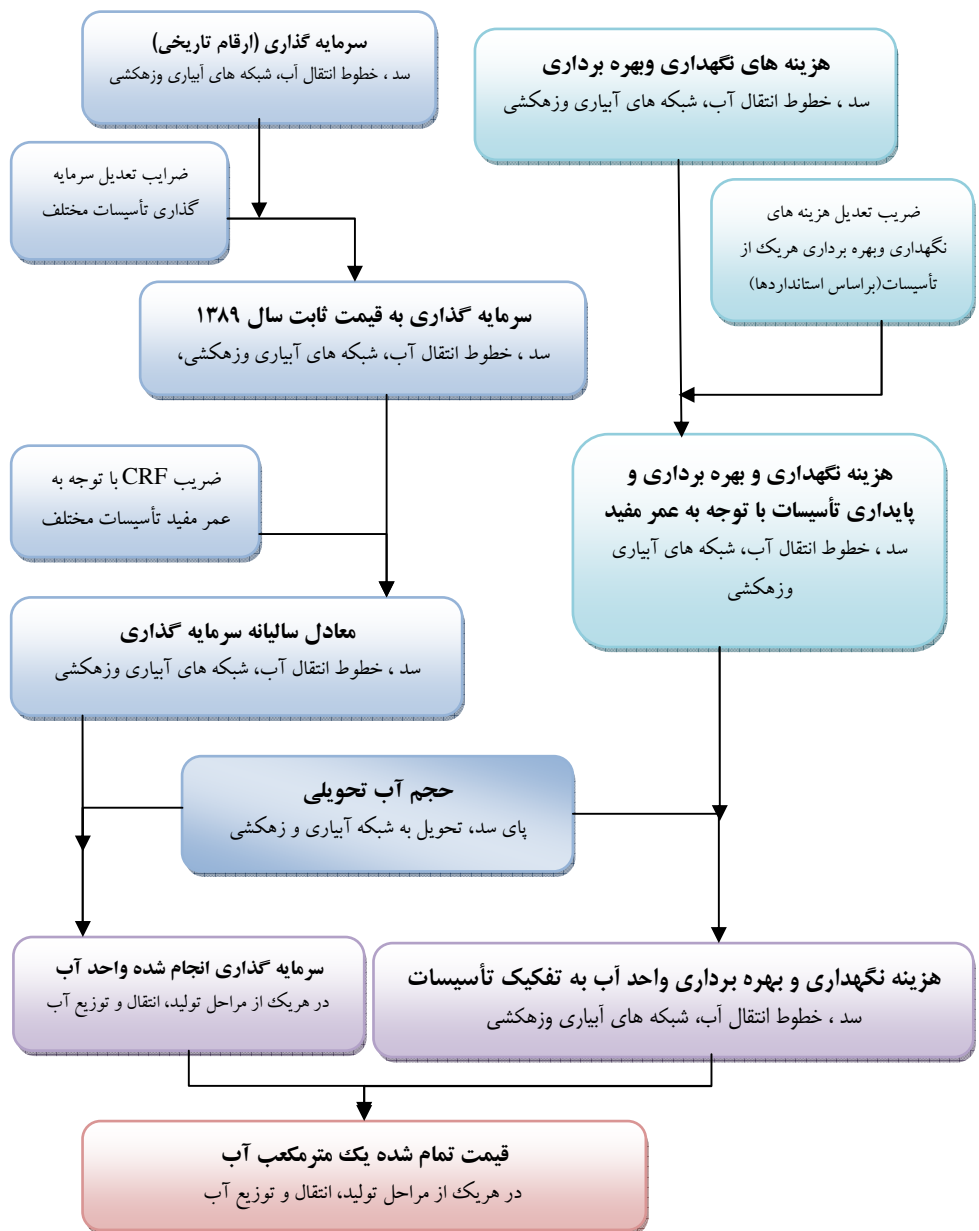 سرمایه گذاری (ارقام تاریخی)
سد ، خطوط انتقال آب، شبکه های آبیاری وزهکشی
هزینه های نگهداری وبهره برداری
سد ، خطوط انتقال آب، شبکه های آبیاری وزهکشی
ضرایب تعدیل سرمایه
گذاری تأسیسات مختلف
ضریب تعدیل هزینه های
نگهداری وبهره برداری هریک از
تأسیسات(براساس استانداردها)
سرمایه گذاری به قیمت ثابت سال ۱۳۸۹
سد ، خطوط انتقال آب، شبکه های آبیاری وزهکشی،
ضریب CRF با توجه به
عمر مفید تأسیسات مختلف
هزینه نگهداری و بهره برداری و
پایداری تأسیسات با توجه به عمر مفید
سد ، خطوط انتقال آب، شبکه های آبیاری
وزهکشی
معادل سالیانه سرمایه گذاری
سد ، خطوط انتقال آب، شبکه های آبیاری وزهکشی
حجم آب تحویلی
پای سد، تحویل به شبکه آبیاری و زهکشی
سرمایه گذاری انجام شده واحد آب
در هریک از مراحل تولید، انتقال و توزیع آب
هزینه نگهداری و بهره برداری واحد آب به تفکیک تأسیسات
سد ، خطوط انتقال آب، شبکه های آبیاری وزهکشی
قیمت تمام شده یک مترمکعب آب
در هریک از مراحل تولید، انتقال و توزیع آب